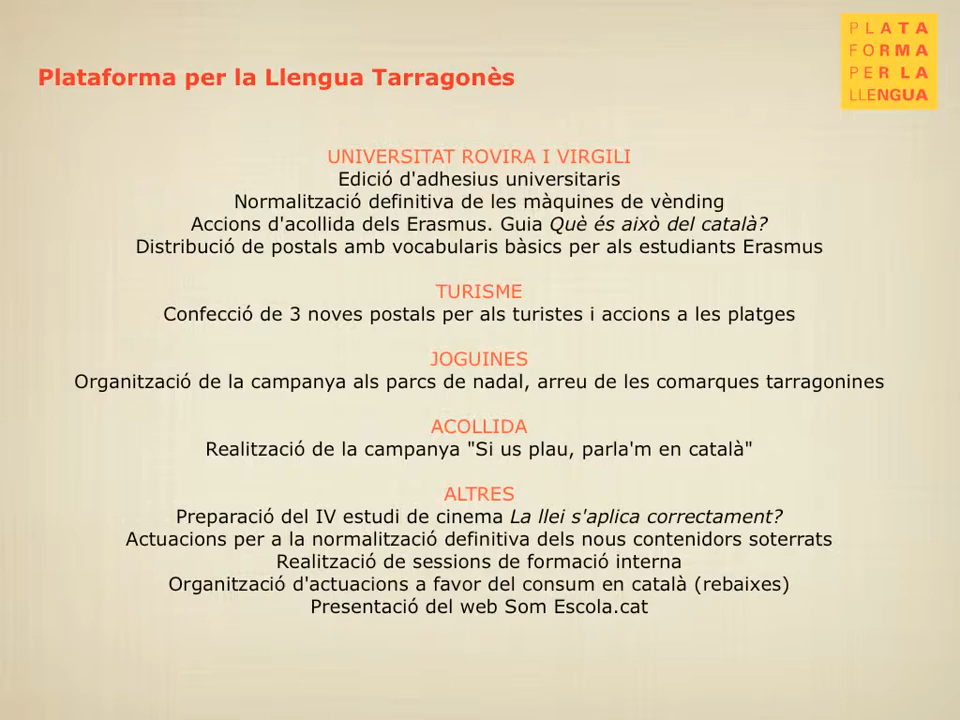 Plataforma per la Llengua Tarragonès
PLATA
FORMA
PER LA
LLENGUA
UNIVERSITAT ROVIRA I VIRGILI
Edició d'adhesius universitaris
Normalització definitiva de les màquines de vènding
Accions d'acollida dels Erasmus. Guia Què és això del català?
Distribució de postals amb vocabularis bàsics per als estudiants Erasmus
TURISME
Confecció de 3 noves postals per als turistes i accions a les platges
JOGUINES
Organització de la campanya als parcs de nadal, arreu de les comarques tarragonines
ACOLLIDA
Realització de la campanya "Si us plau, parla'm en català"
ALTRES
Preparació del IV estudi de cinema La llei s'aplica correctament?
Actuacions per a la normalització definitiva dels nous contenidors soterrats
Realització de sessions de formació interna
Organització d'actuacions a favor del consum en català (rebaixes)
Presentació del web Som Escola.cat